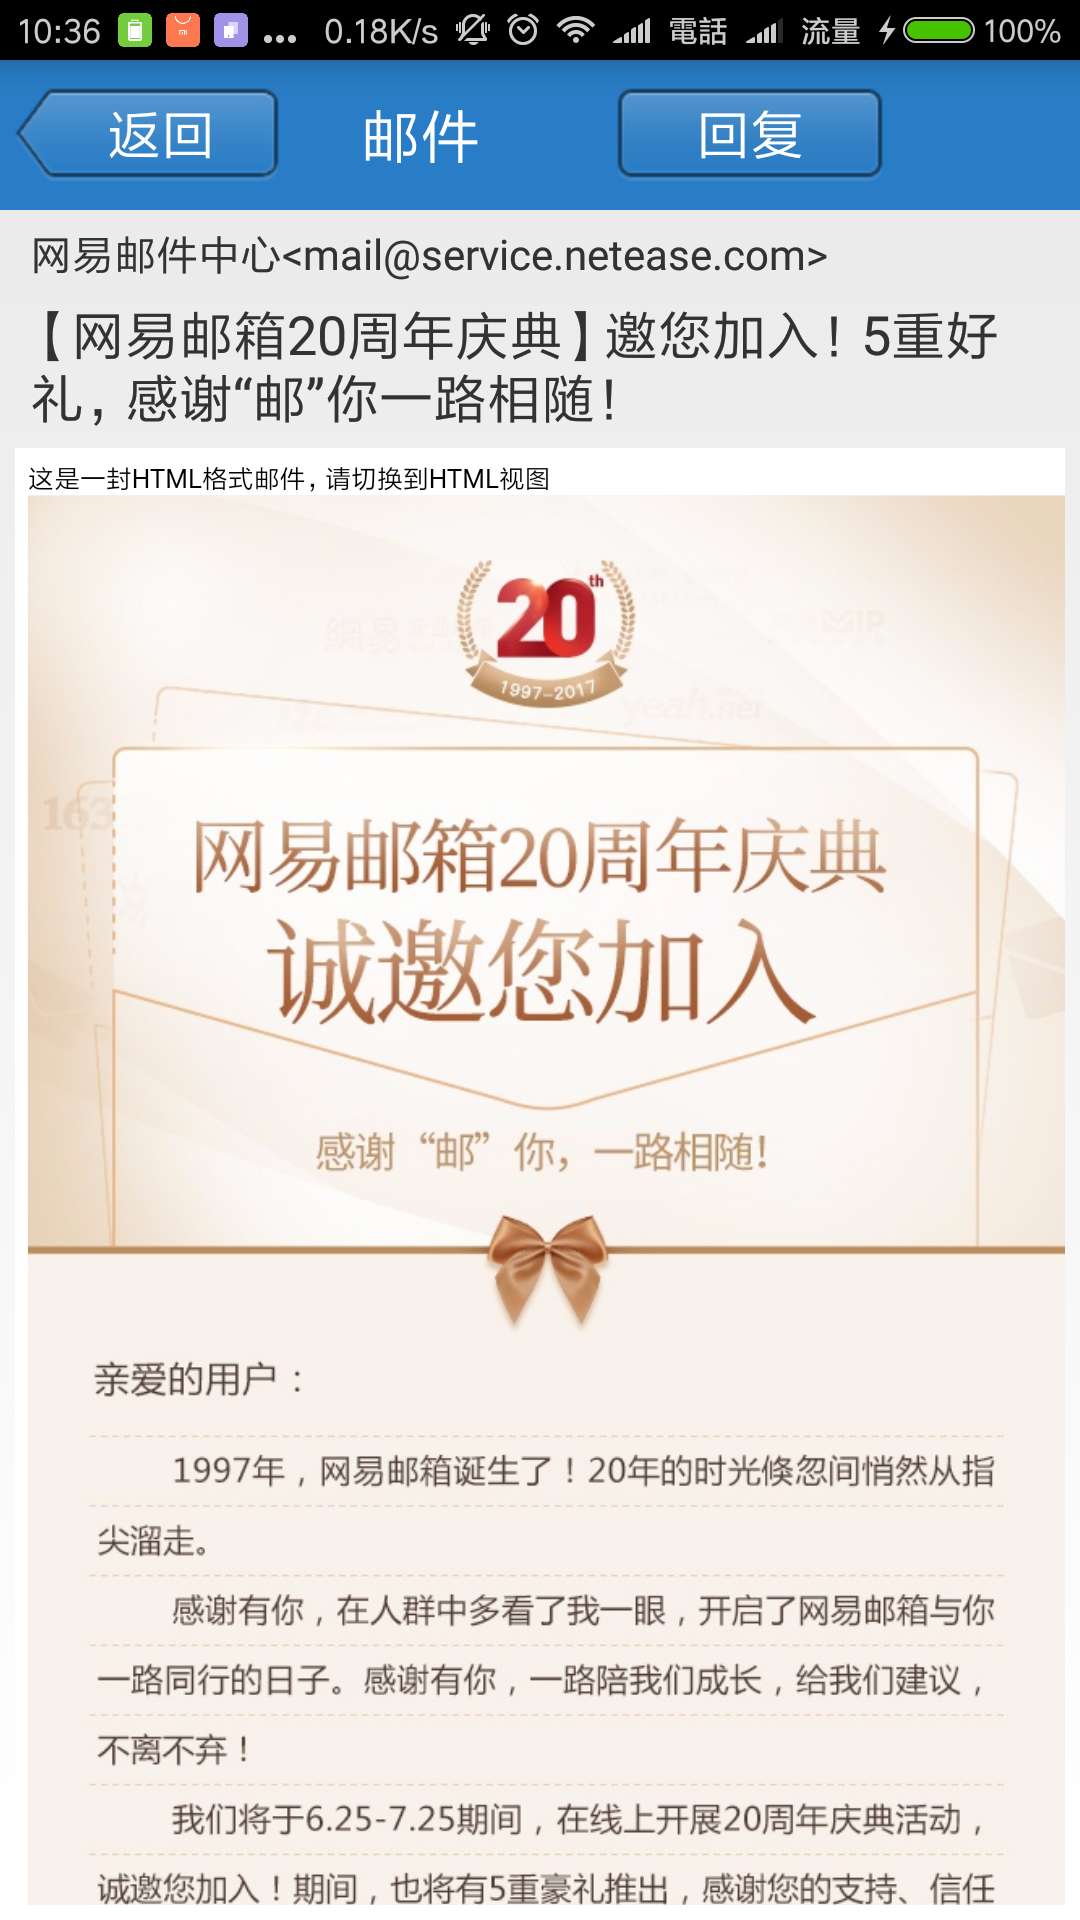 10:36 ... 0.18K/s 電話 流量 100%
返回 邮件 回复
网易邮件中心<mail@service.netease.com>
【网易邮箱20周年庆典】邀您加入！5重好
礼，感谢“邮”你一路相随！
这是一封HTML格式邮件，请切换到HTML视图
20th
1997-2017
yeah.net
163
网易邮箱20周年庆典
诚邀您加入
感谢“邮”你，一路相随！
亲爱的用户：
1997年，网易邮箱诞生了！20年的时光倏忽间悄然从指
尖溜走。
感谢有你，在人群中多看了我一眼，开启了网易邮箱与你
一路同行的日子。感谢有你，一路陪我们成长，给我们建议，
不离不弃！
我们将于6.25-7.25期间，在线上开展20周年庆典活动，
诚邀您加入！期间，也将有5重豪礼推出，感谢您的支持、信任